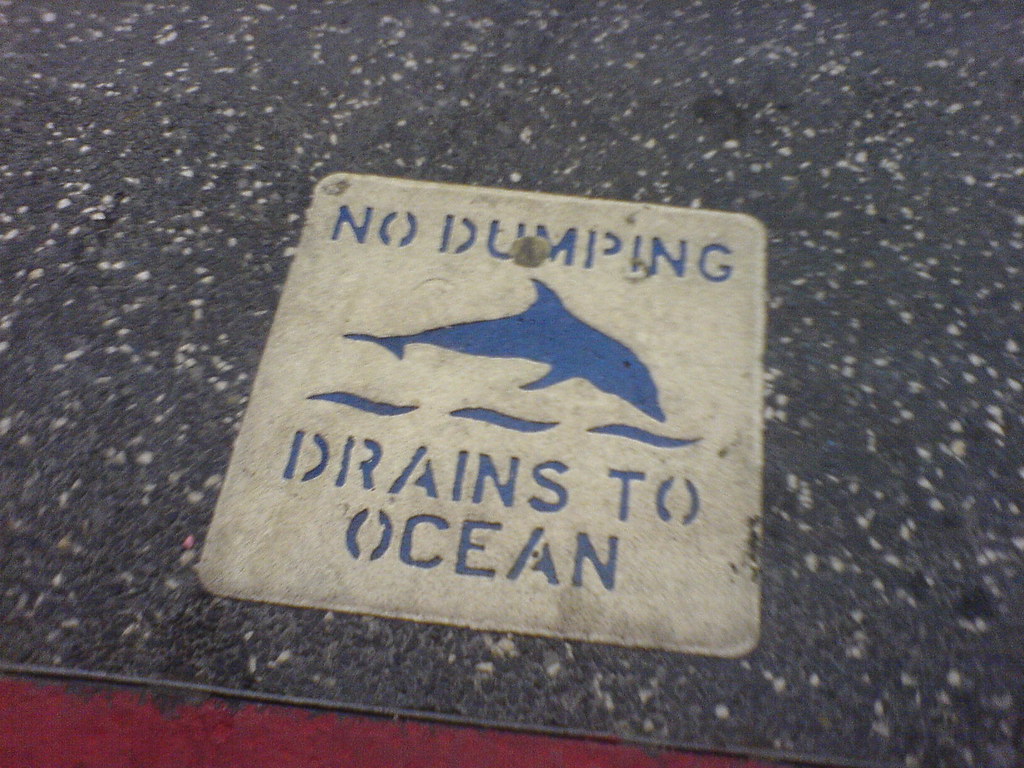 NO DUMPING
DRAINS TO
OCEAN